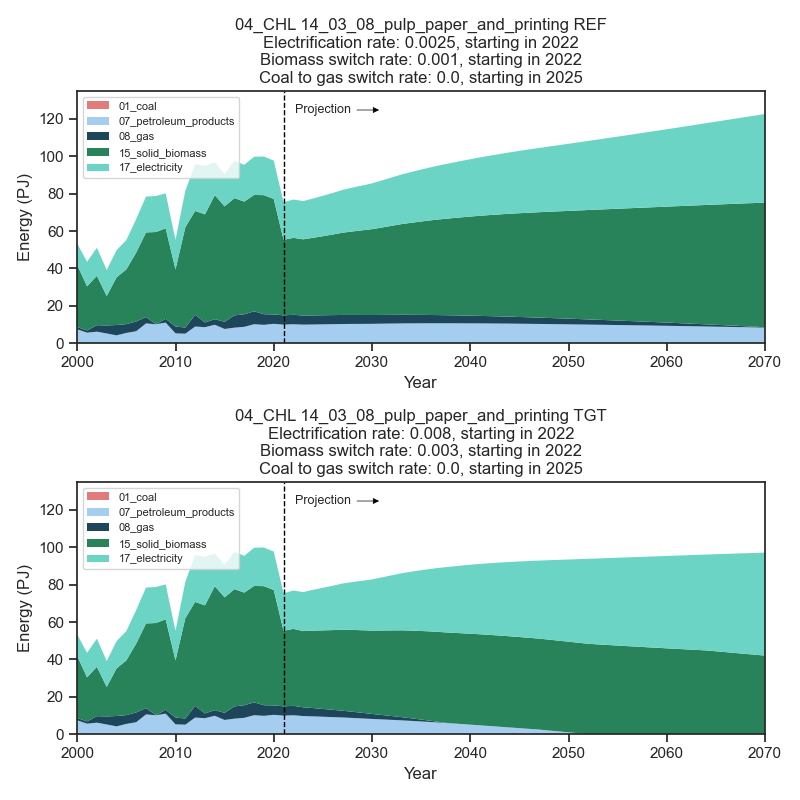 04_CHL 14_03_08_pulp_paper_and_printing REF
Electrification rate: 0.0025, starting in 2022
Biomass switch rate: 0.001, starting in 2022
Coal to gas switch rate: 0.0, starting in 2025
Energy (PJ)
120
100
80
60
40
20
0
01_coal
07_petroleum_products
08_gas
15_solid_biomass
17_electricity
Projection
2000 2010 2020 2030 2040 2050 2060 2070
Year
04_CHL 14_03_08_pulp_paper_and_printing TGT
Electrification rate: 0.008, starting in 2022
Biomass switch rate: 0.003, starting in 2022
Coal to gas switch rate: 0.0, starting in 2025
Energy (PJ)
120
100
80
60
40
20
0
01_coal
07_petroleum_products
08_gas
15_solid_biomass
17_electricity
Projection
2000 2010 2020 2030 2040 2050 2060 2070
Year